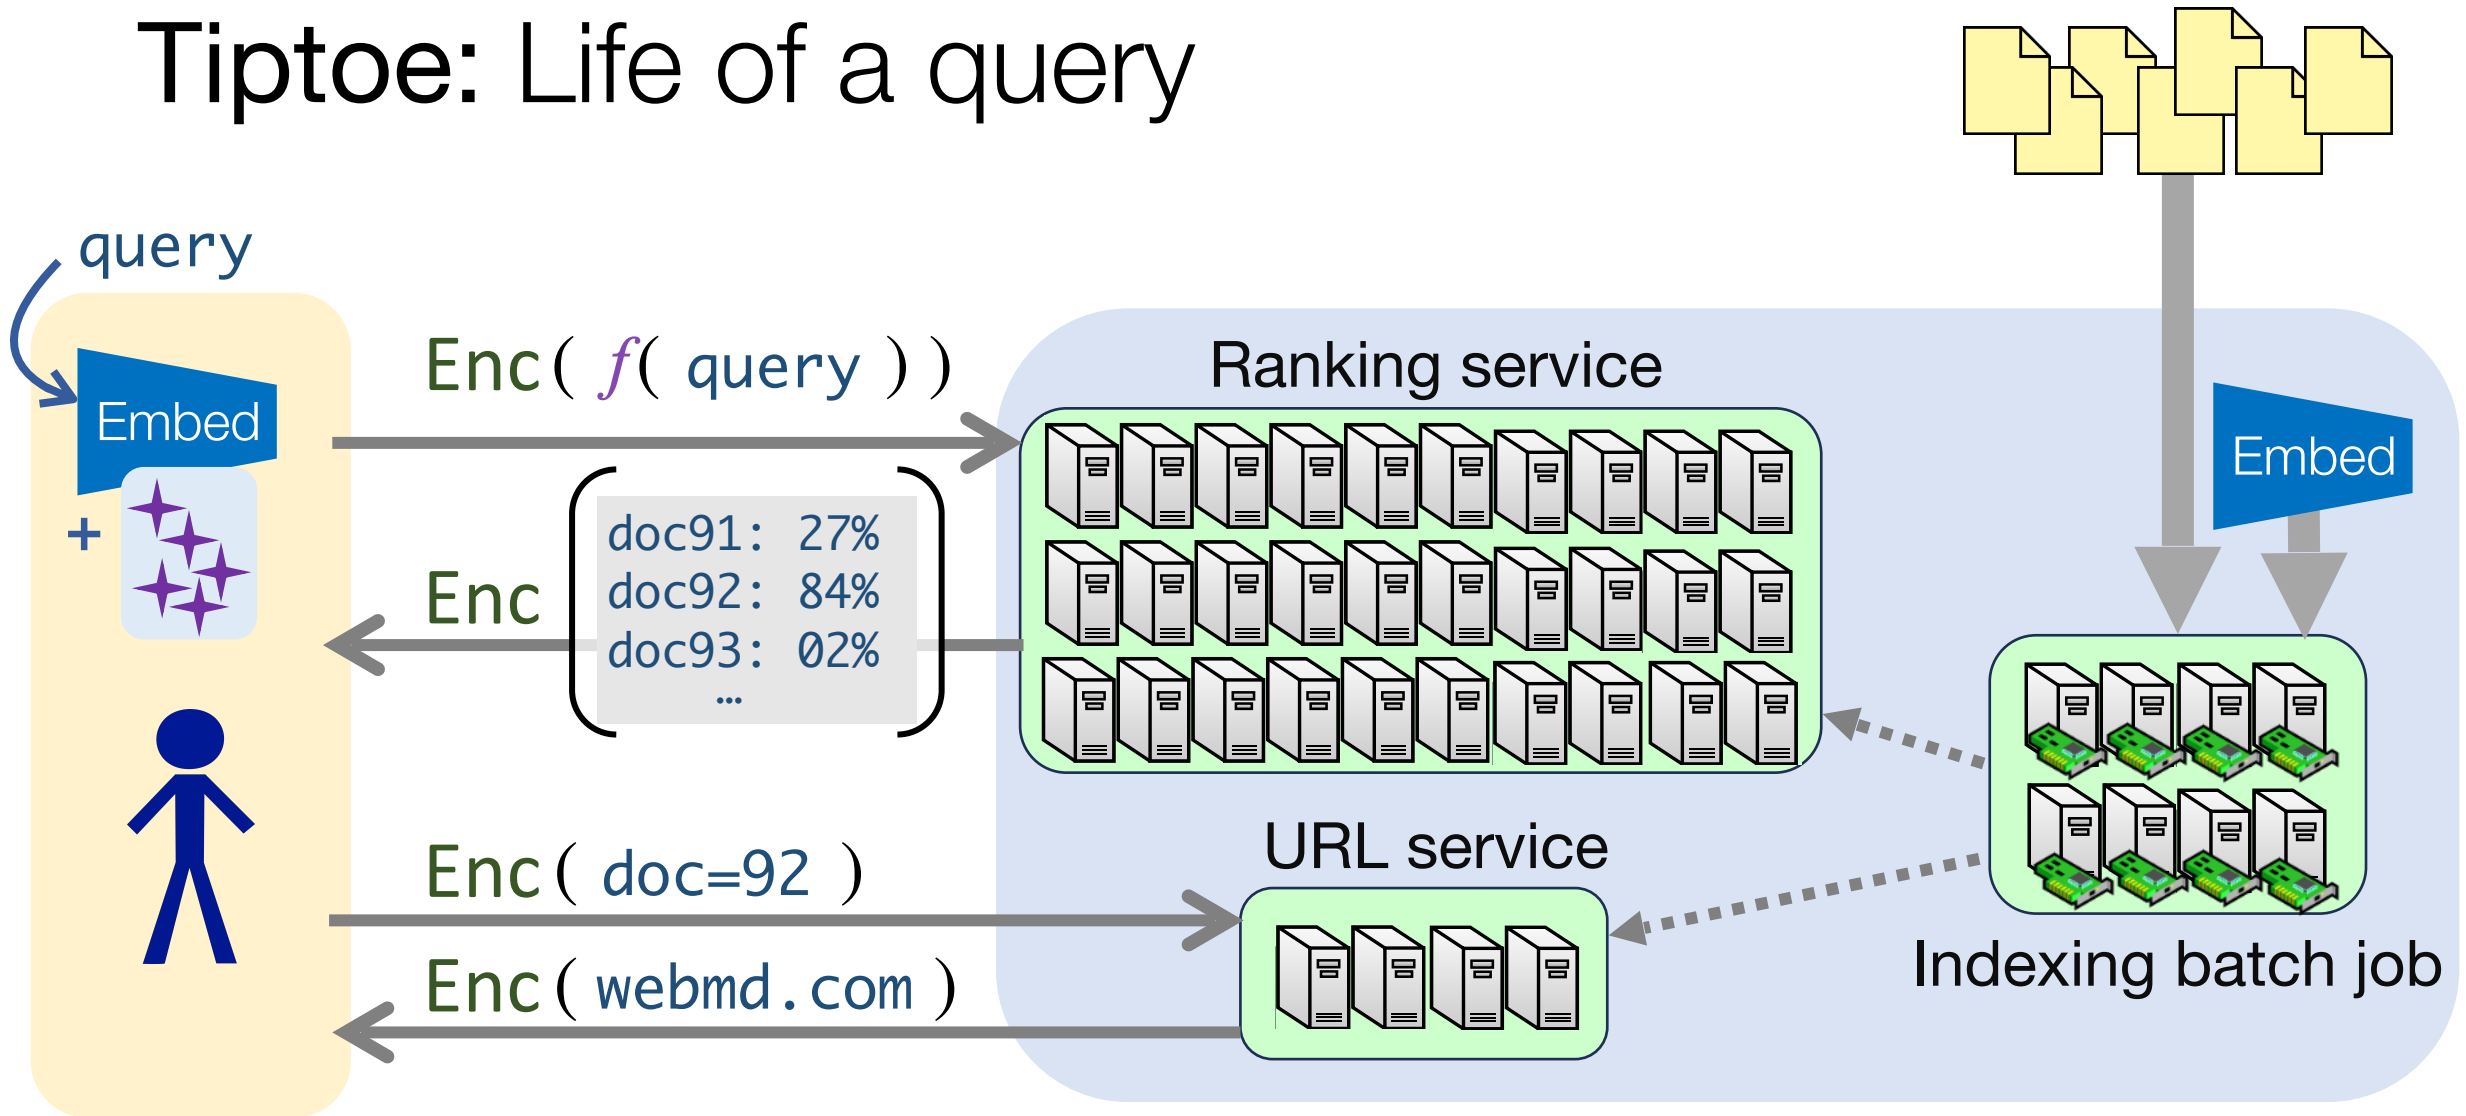 Tiptoe: Life of a query
query
Embed
+
Enc( f( query ) )
Ranking service
Embed
Enc
doc91: 27%
doc92: 84%
doc93: 02%
…
URL service
Enc( doc=92 )
Enc( webmd.com )
Indexing batch job